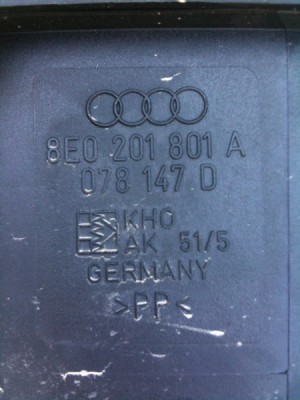 8E0 201 801 A
078 147 D
KHO
AK 51/5
GERMANY
>PP<